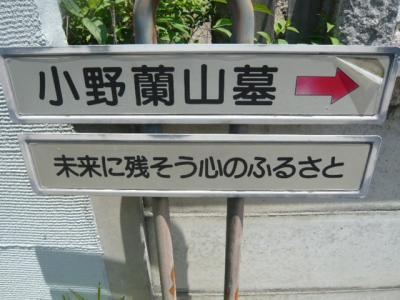 小野蘭山墓 →
未来に残そう心のふるさと